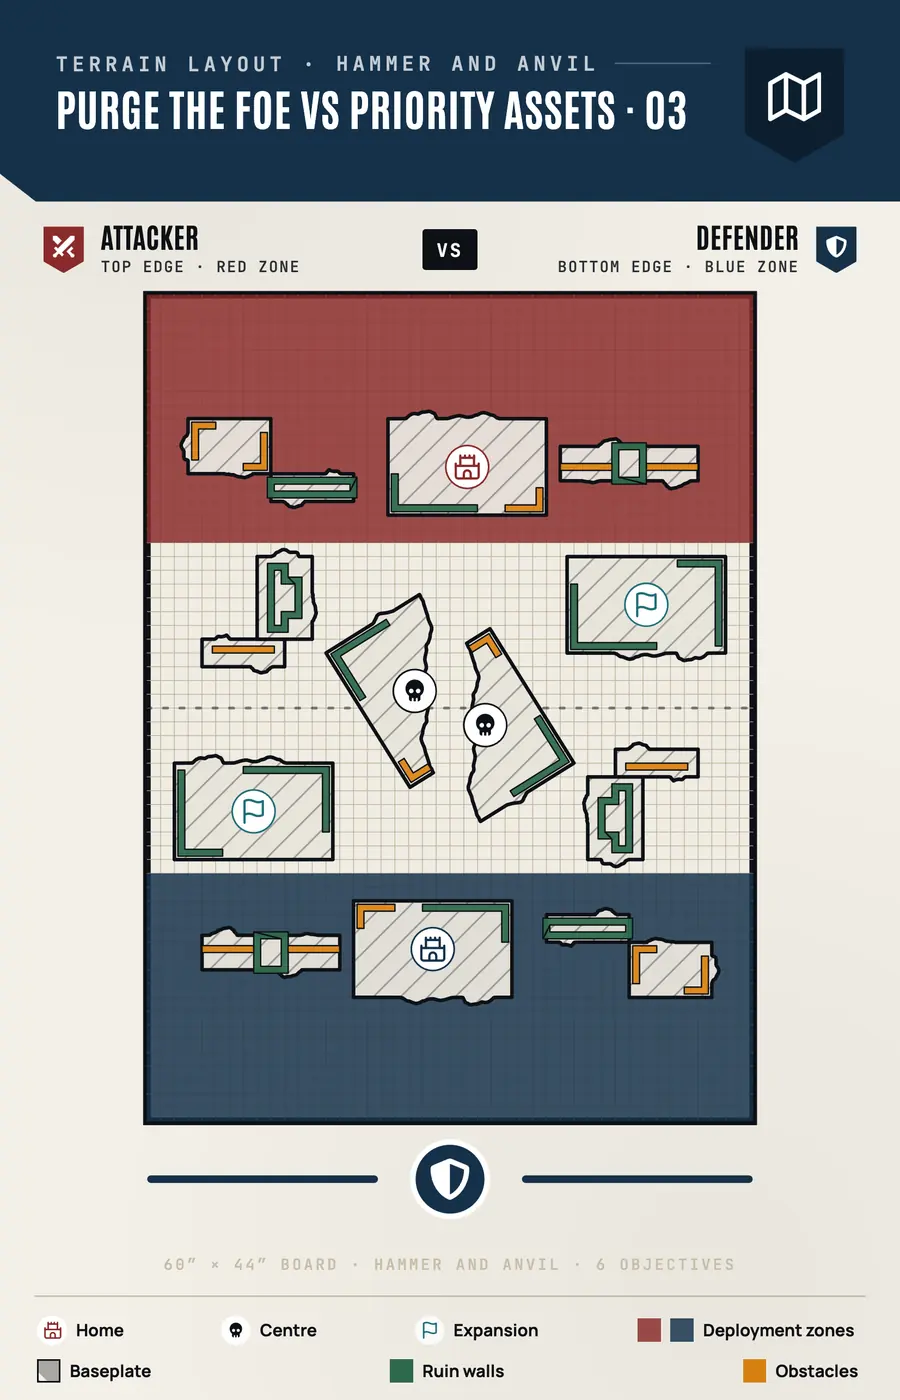 TERRAIN LAYOUT · HAMMER AND ANVIL
PURGE THE FOE VS PRIORITY ASSETS · 03
ATTACKER
TOP EDGE · RED ZONE
VS
DEFENDER
BOTTOM EDGE · BLUE ZONE
60″ × 44″ BOARD · HAMMER AND ANVIL · 6 OBJECTIVES
Home
Centre
Expansion
Deployment zones
Baseplate
Ruin walls
Obstacles